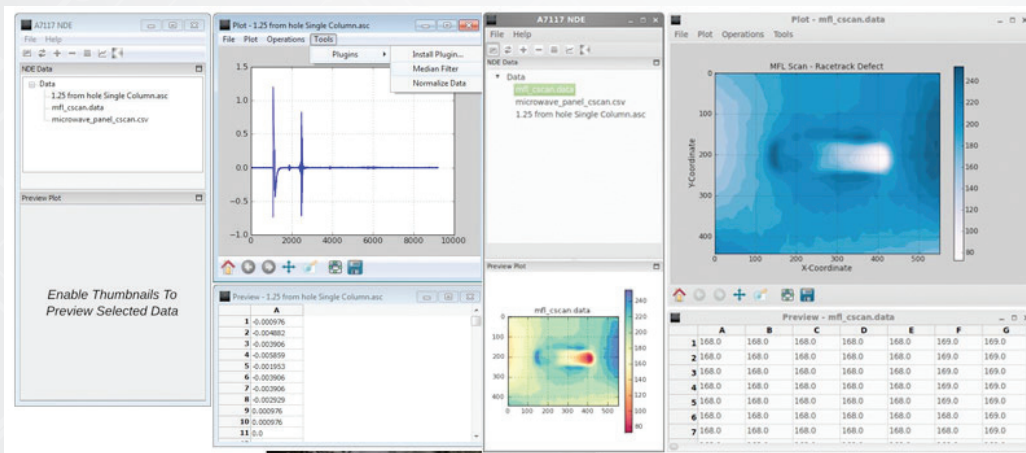 A7117 NDE
File Help
NDE Data
Data
1.25 from hole Single Column.asc
mfl_cscan.data
microwave_panel_cscan.csv
Preview Plot
Enable Thumbnails To
Preview Selected Data
Plot - 1.25 from hole Single Column.asc
File Plot Operations Tools
Plugins
Install Plugin...
Median Filter
Normalize Data
1.5
1.0
0.5
0.0
−0.5
−1.0
0 2000 4000 6000 8000 10000
Preview - 1.25 from hole Single Column.asc
A
1 -0.000976
2 -0.004882
3 -0.003906
4 -0.005859
5 -0.001953
6 -0.003906
7 -0.003906
8 -0.002929
9 0.000976
10 0.000976
11 0.0
A7117 NDE
File Help
NDE Data
Data
mfl_cscan.data
microwave_panel_cscan.csv
1.25 from hole Single Column.asc
Preview Plot
mfl_cscan.data
0
100
200
300
400
0 100 200 300 400 500
240
220
200
180
160
140
120
100
80
Plot - mfl_cscan.data
File Plot Operations Tools
MFL Scan - Racetrack Defect
Y-Coordinate
0
100
200
300
400
0 100 200 300 400 500
X-Coordinate
240
220
200
180
160
140
120
100
80
Preview - mfl_cscan.data
A B C D E F G
1 168.0 168.0 168.0 168.0 168.0 169.0 169.0
2 168.0 168.0 168.0 168.0 168.0 169.0 169.0
3 168.0 168.0 168.0 168.0 168.0 169.0 169.0
4 168.0 168.0 168.0 168.0 168.0 169.0 169.0
5 168.0 168.0 168.0 168.0 168.0 169.0 169.0
6 168.0 168.0 168.0 168.0 168.0 168.0 169.0
7 168.0 168.0 168.0 168.0 168.0 168.0 169.0